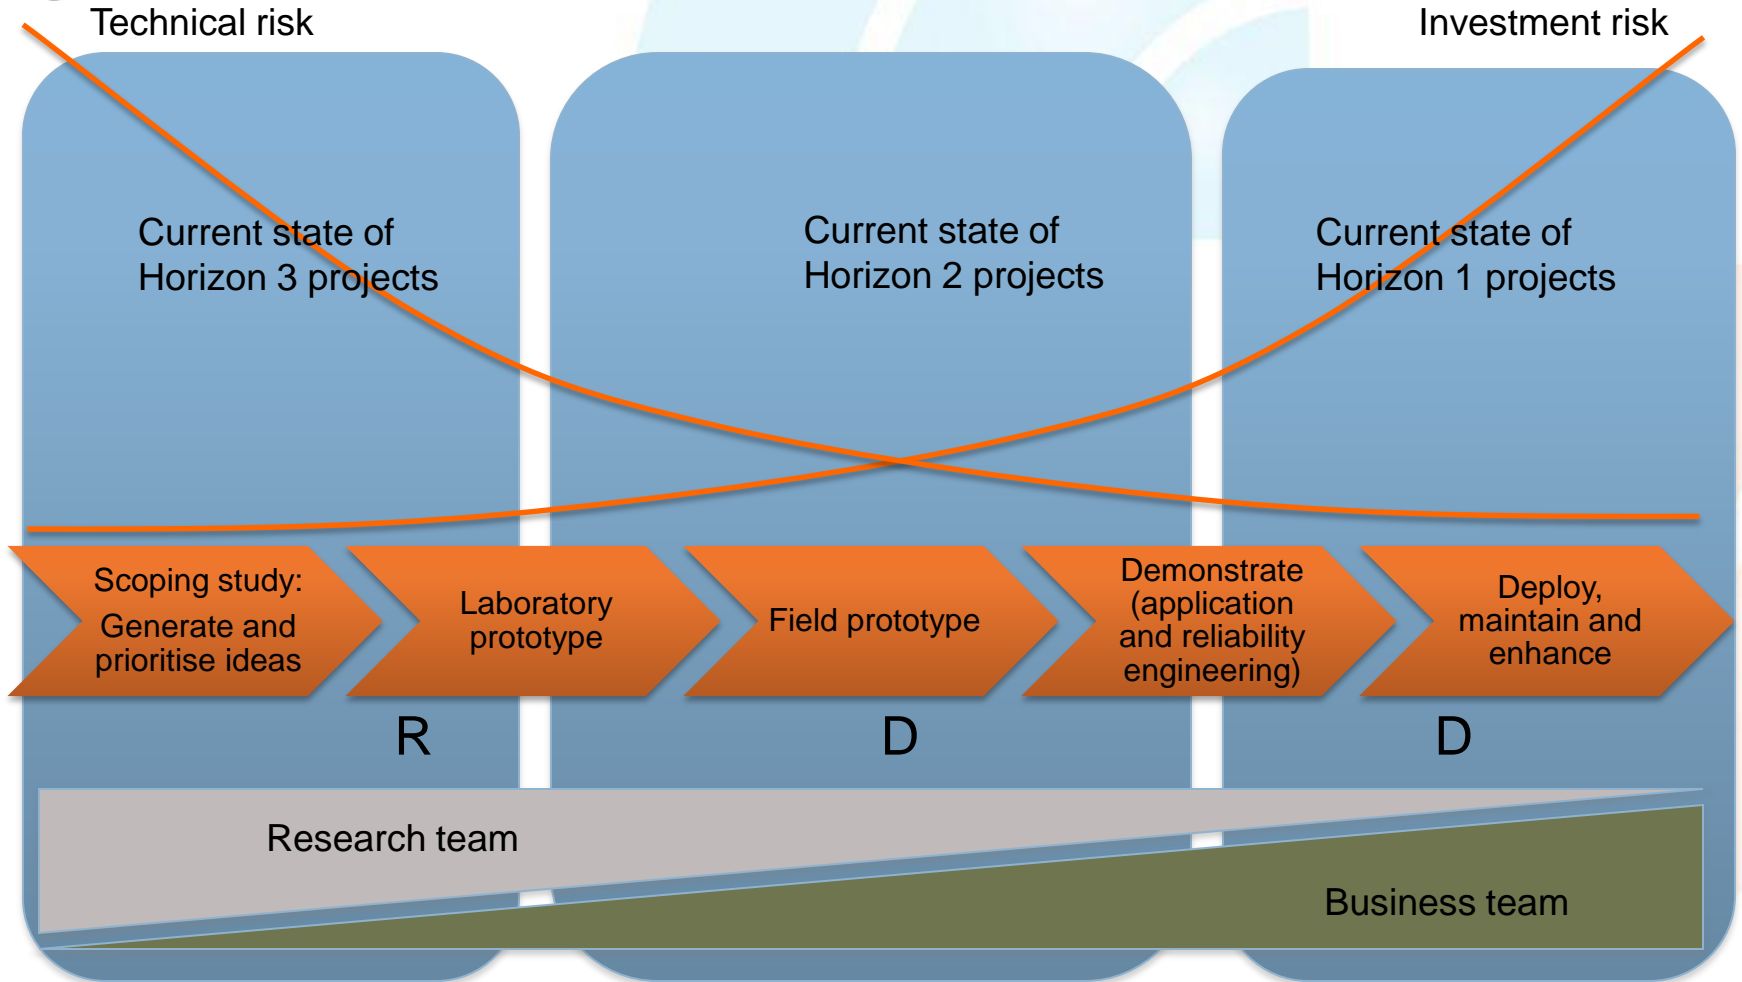 Technical risk
Investment risk
Current state of
Horizon 3 projects
Current state of
Horizon 2 projects
Current state of
Horizon 1 projects
Scoping study:
Generate and
prioritise ideas
Laboratory
prototype
Field prototype
Demonstrate
(application
and reliability
engineering)
Deploy,
maintain and
enhance
R
D
D
Research team
Business team